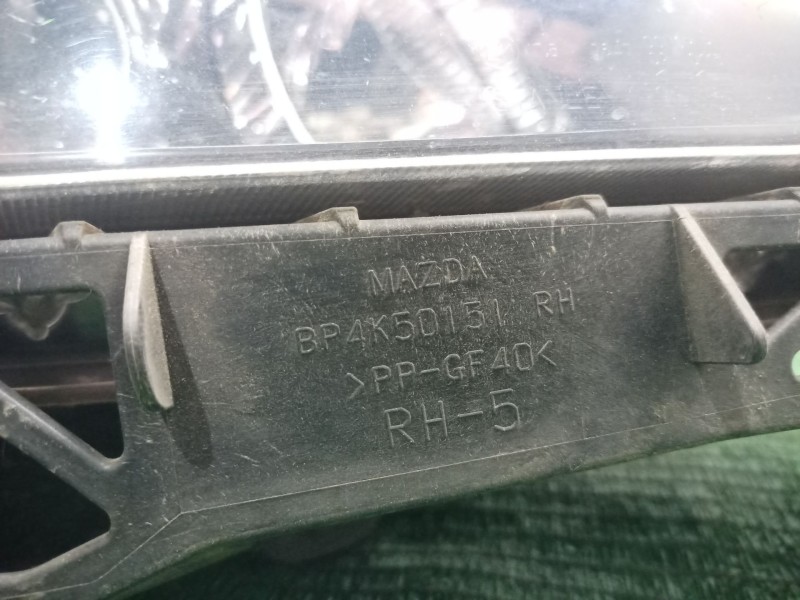 MAZDA
BP4K50151 RH
>PP-GF40<
RH-5